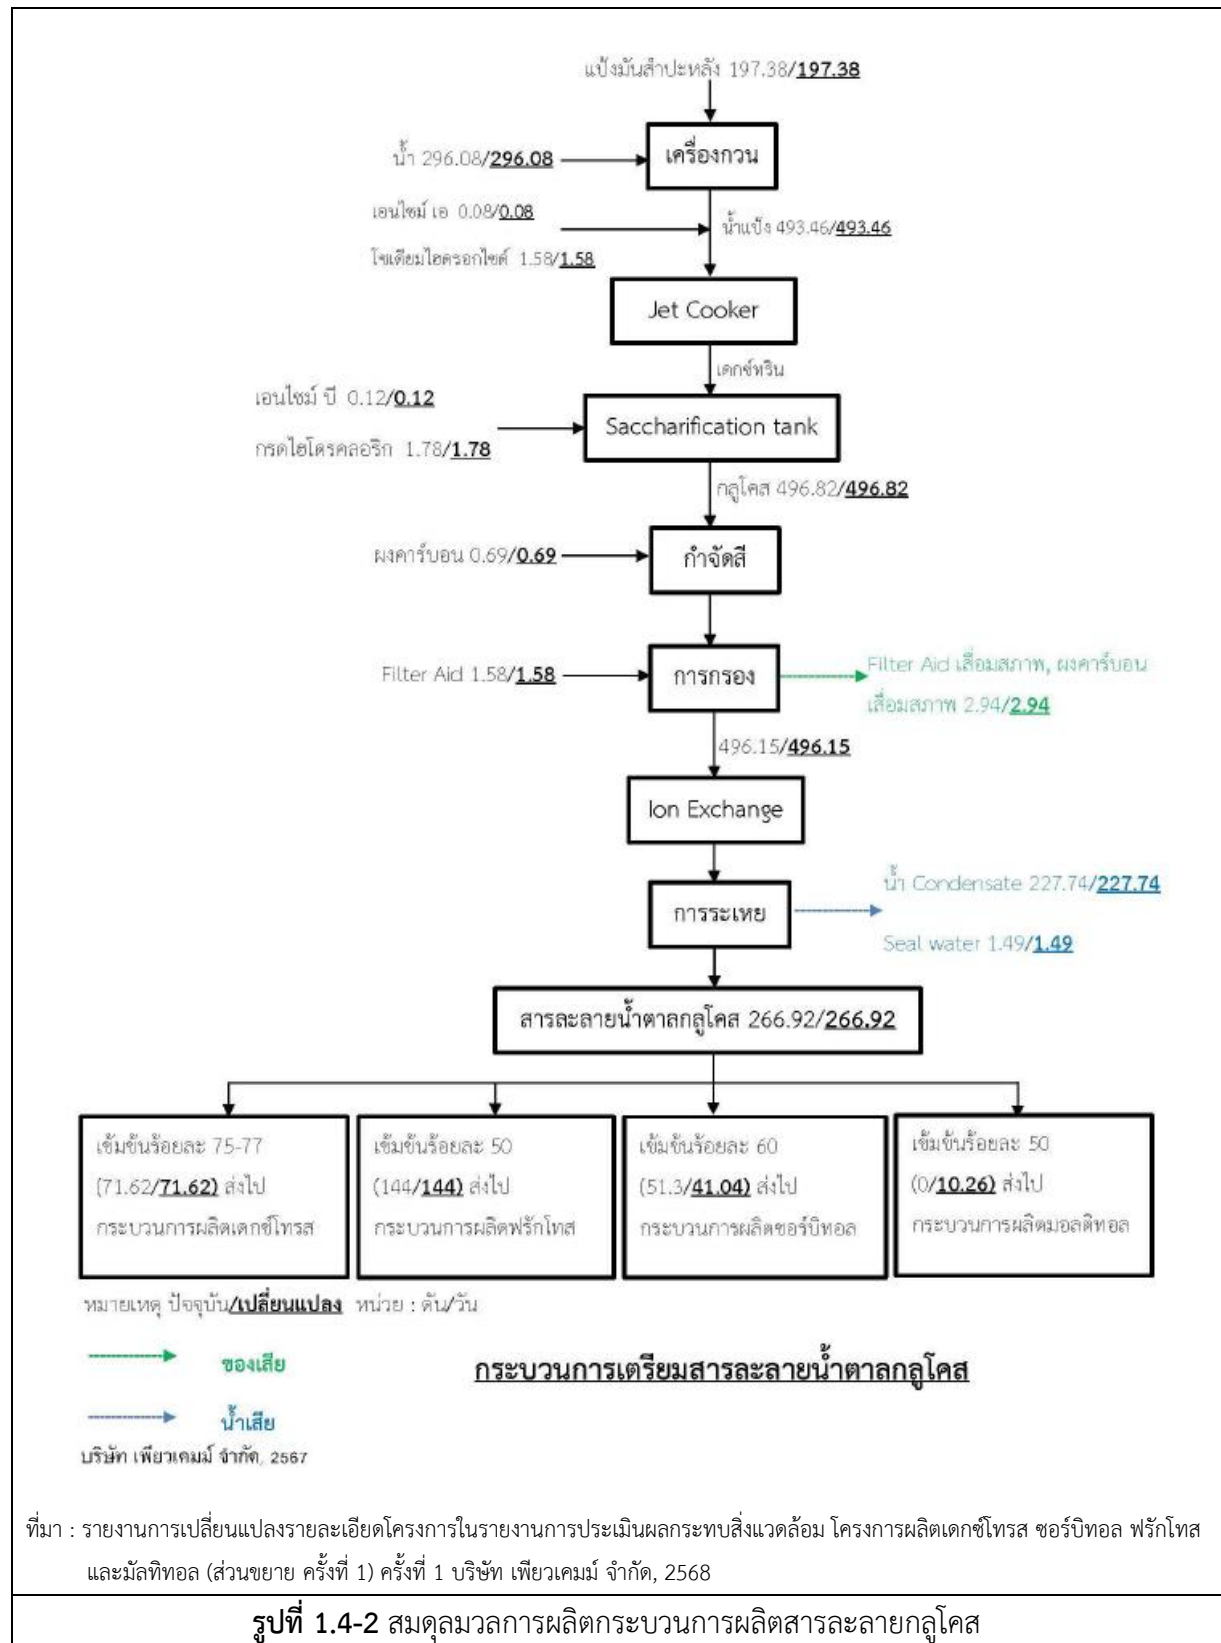 แป้งมันสำปะหลัง 197.38/197.38
เครื่องกวน
น้ำ 296.08/296.08
เอนไซม์ เอ 0.08/0.08
น้ำแป้ง 493.46/493.46
โซเดียมไฮดรอกไซด์ 1.58/1.58
Jet Cooker
เดกซ์ทริน
เอนไซม์ บี 0.12/0.12
Saccharification tank
กรดไฮโดรคลอริก 1.78/1.78
กลูโคส 496.82/496.82
ผงคาร์บอน 0.69/0.69
กำจัดสี
Filter Aid 1.58/1.58
การกรอง
Filter Aid เสื่อมสภาพ, ผงคาร์บอน
เสื่อมสภาพ 2.94/2.94
496.15/496.15
Ion Exchange
น้ำ Condensate 227.74/227.74
การระเหย
Seal water 1.49/1.49
สารละลายน้ำตาลกลูโคส 266.92/266.92
เข้มข้นร้อยละ 75-77
(71.62/71.62) ส่งไป
กระบวนการผลิตเดกซ์โทรส
เข้มข้นร้อยละ 50
(144/144) ส่งไป
กระบวนการผลิตฟรักโทส
เข้มข้นร้อยละ 60
(51.3/41.04) ส่งไป
กระบวนการผลิตซอร์บิทอล
เข้มข้นร้อยละ 50
(0/10.26) ส่งไป
กระบวนการผลิตมอลติทอล
หมายเหตุ ปัจจุบัน/เปลี่ยนแปลง หน่วย : ตัน/วัน
ของเสีย
กระบวนการเตรียมสารละลายน้ำตาลกลูโคส
น้ำเสีย
บริษัท เพียวเคมม์ จำกัด, 2567
ที่มา : รายงานการเปลี่ยนแปลงรายละเอียดโครงการในรายงานการประเมินผลกระทบสิ่งแวดล้อม โครงการผลิตเดกซ์โทรส ซอร์บิทอล ฟรักโทส
และมัลทิทอล (ส่วนขยาย ครั้งที่ 1) ครั้งที่ 1 บริษัท เพียวเคมม์ จำกัด, 2568
รูปที่ 1.4-2 สมดุลมวลการผลิตกระบวนการผลิตสารละลายกลูโคส